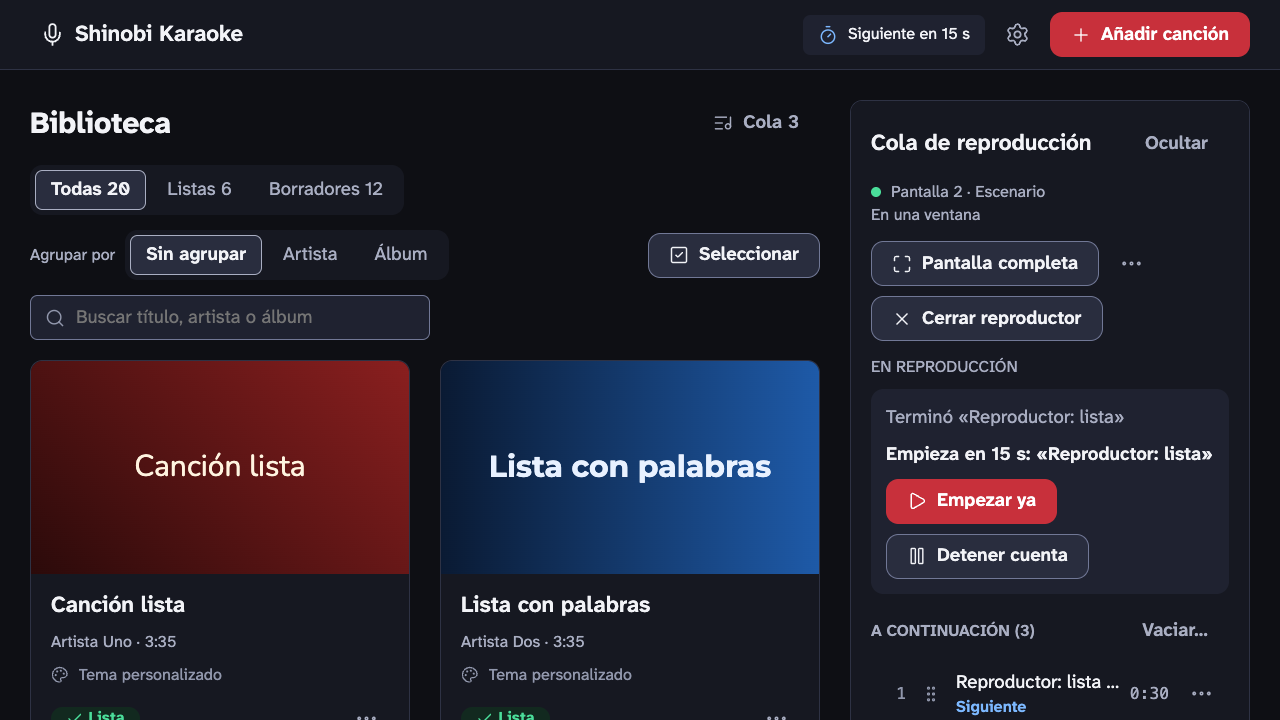 Shinobi Karaoke
Siguiente en 15 s
Añadir canción
Biblioteca
Cola 3
Todas 20
Listas 6
Borradores 12
Agrupar por
Sin agrupar
Artista
Álbum
Seleccionar
Buscar título, artista o álbum
Canción lista
Canción lista
Artista Uno · 3:35
Tema personalizado
Lista
Lista con palabras
Lista con palabras
Artista Dos · 3:35
Tema personalizado
Lista
Cola de reproducción
Ocultar
Pantalla 2 · Escenario
En una ventana
Pantalla completa
Cerrar reproductor
EN REPRODUCCIÓN
Terminó «Reproductor: lista»
Empieza en 15 s: «Reproductor: lista»
Empezar ya
Detener cuenta
A CONTINUACIÓN (3)
Vaciar...
1
Reproductor: lista ...
0:30
Siguiente